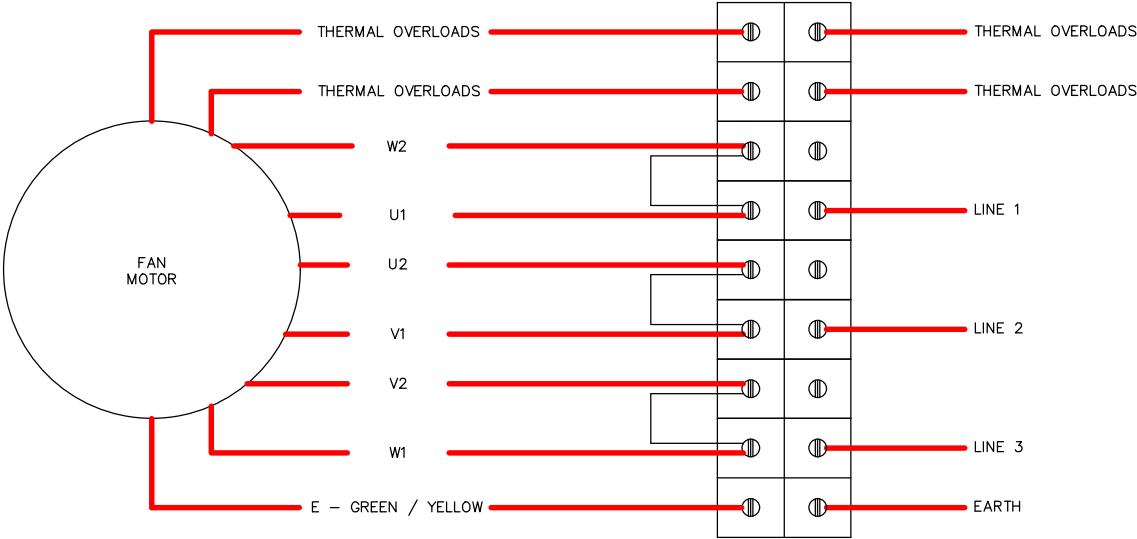 THERMAL OVERLOADS THERMAL OVERLOADS
THERMAL OVERLOADS THERMAL OVERLOADS
W2
U1 LINE 1
U2
FAN
MOTOR
V1 LINE 2
V2
W1 LINE 3
E – GREEN / YELLOW EARTH